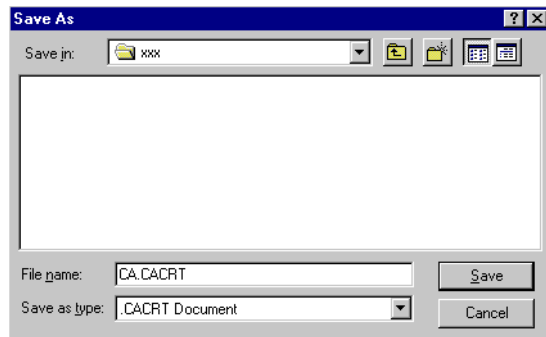 Save As
Save in: xxx
File name: CA.CACRT
Save
Save as type: .CACRT Document
Cancel